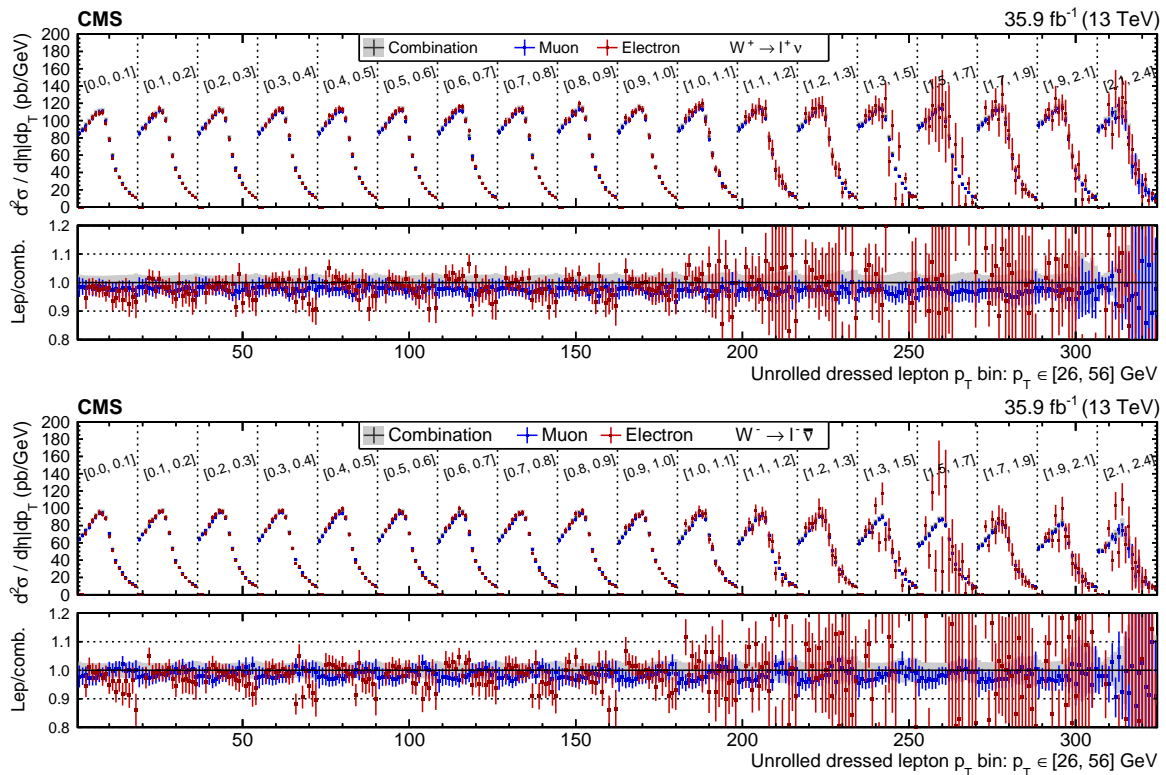 CMS 35.9 fb⁻¹ (13 TeV)
Combination Muon Electron W⁺ → l⁺ ν
[0.0, 0.1] [0.1, 0.2] [0.2, 0.3] [0.3, 0.4] [0.4, 0.5] [0.5, 0.6] [0.6, 0.7] [0.7, 0.8] [0.8, 0.9] [0.9, 1.0] [1.0, 1.1] [1.1, 1.2] [1.2, 1.3] [1.3, 1.5] [1.5, 1.7] [1.7, 1.9] [1.9, 2.1] [2.1, 2.4]
d²σ / d|η|dp_T (pb/GeV)
200
180
160
140
120
100
80
60
40
20
0
Lep/comb.
1.2
1.1
1.0
0.9
0.8
50 100 150 200 250 300
Unrolled dressed lepton p_T bin: p_T ∈ [26, 56] GeV
CMS 35.9 fb⁻¹ (13 TeV)
Combination Muon Electron W⁻ → l⁻ ν̅
[0.0, 0.1] [0.1, 0.2] [0.2, 0.3] [0.3, 0.4] [0.4, 0.5] [0.5, 0.6] [0.6, 0.7] [0.7, 0.8] [0.8, 0.9] [0.9, 1.0] [1.0, 1.1] [1.1, 1.2] [1.2, 1.3] [1.3, 1.5] [1.5, 1.7] [1.7, 1.9] [1.9, 2.1] [2.1, 2.4]
d²σ / d|η|dp_T (pb/GeV)
200
180
160
140
120
100
80
60
40
20
0
Lep/comb.
1.2
1.1
1.0
0.9
0.8
50 100 150 200 250 300
Unrolled dressed lepton p_T bin: p_T ∈ [26, 56] GeV